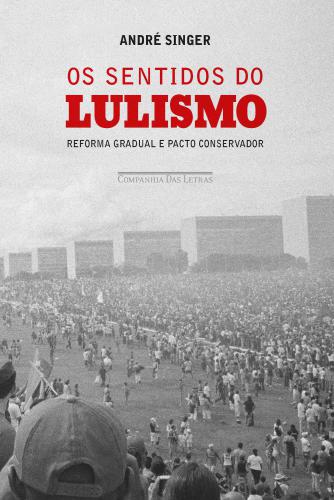 ANDRÉ SINGER
OS SENTIDOS DO
LULISMO
REFORMA GRADUAL E PACTO CONSERVADOR
COMPANHIA DAS LETRAS